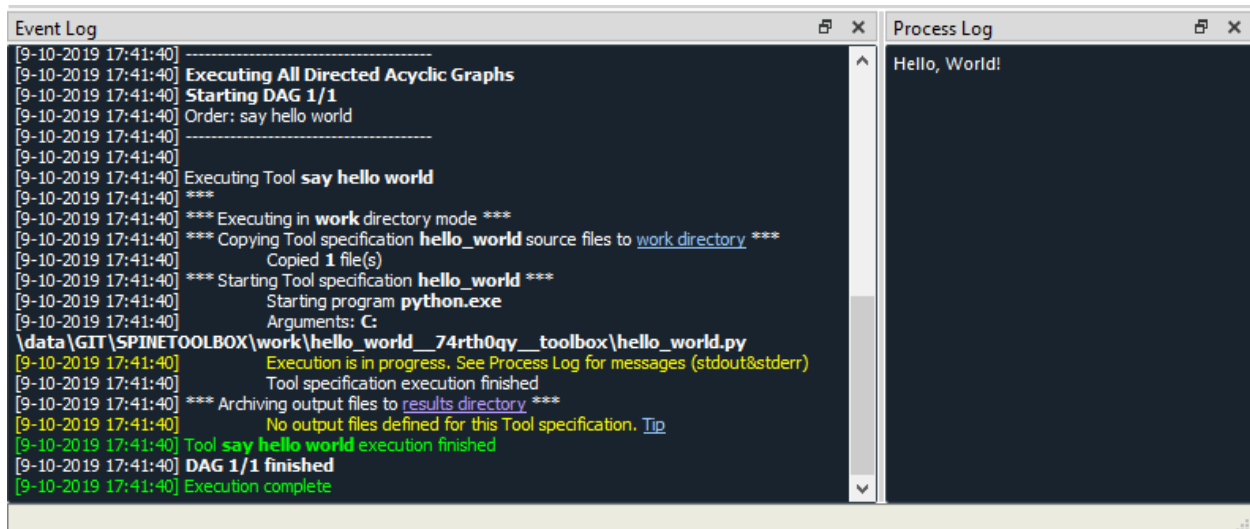 Event Log
[9-10-2019 17:41:40] ---------------------------------------
[9-10-2019 17:41:40] Executing All Directed Acyclic Graphs
[9-10-2019 17:41:40] Starting DAG 1/1
[9-10-2019 17:41:40] Order: say hello world
[9-10-2019 17:41:40] ---------------------------------------
[9-10-2019 17:41:40]
[9-10-2019 17:41:40] Executing Tool say hello world
[9-10-2019 17:41:40] ***
[9-10-2019 17:41:40] *** Executing in work directory mode ***
[9-10-2019 17:41:40] *** Copying Tool specification hello_world source files to work directory ***
[9-10-2019 17:41:40] Copied 1 file(s)
[9-10-2019 17:41:40] *** Starting Tool specification hello_world ***
[9-10-2019 17:41:40] Starting program python.exe
[9-10-2019 17:41:40] Arguments: C:
\data\GIT\SPINETOOLBOX\work\hello_world__74rth0qy__toolbox\hello_world.py
[9-10-2019 17:41:40] Execution is in progress. See Process Log for messages (stdout&stderr)
[9-10-2019 17:41:40] Tool specification execution finished
[9-10-2019 17:41:40] *** Archiving output files to results directory ***
[9-10-2019 17:41:40] No output files defined for this Tool specification. Tip
[9-10-2019 17:41:40] Tool say hello world execution finished
[9-10-2019 17:41:40] DAG 1/1 finished
[9-10-2019 17:41:40] Execution complete
Process Log
Hello, World!